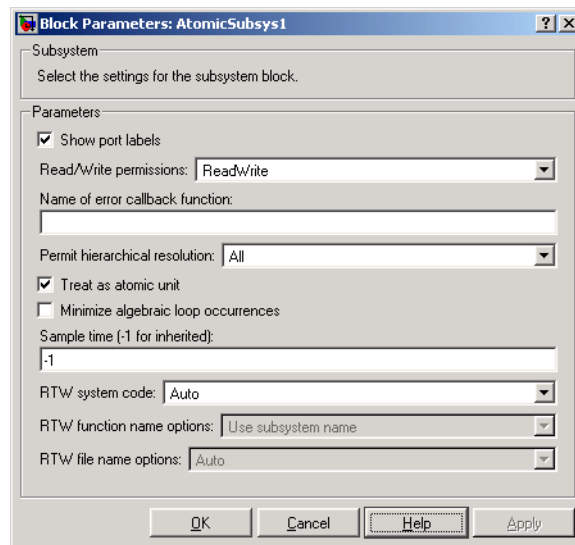 Block Parameters: AtomicSubsys1
Subsystem
Select the settings for the subsystem block.
Parameters
Show port labels
Read/Write permissions: ReadWrite
Name of error callback function:
Permit hierarchical resolution: All
Treat as atomic unit
Minimize algebraic loop occurrences
Sample time (-1 for inherited):
-1
RTW system code: Auto
RTW function name options: Use subsystem name
RTW file name options: Auto
OK Cancel Help Apply